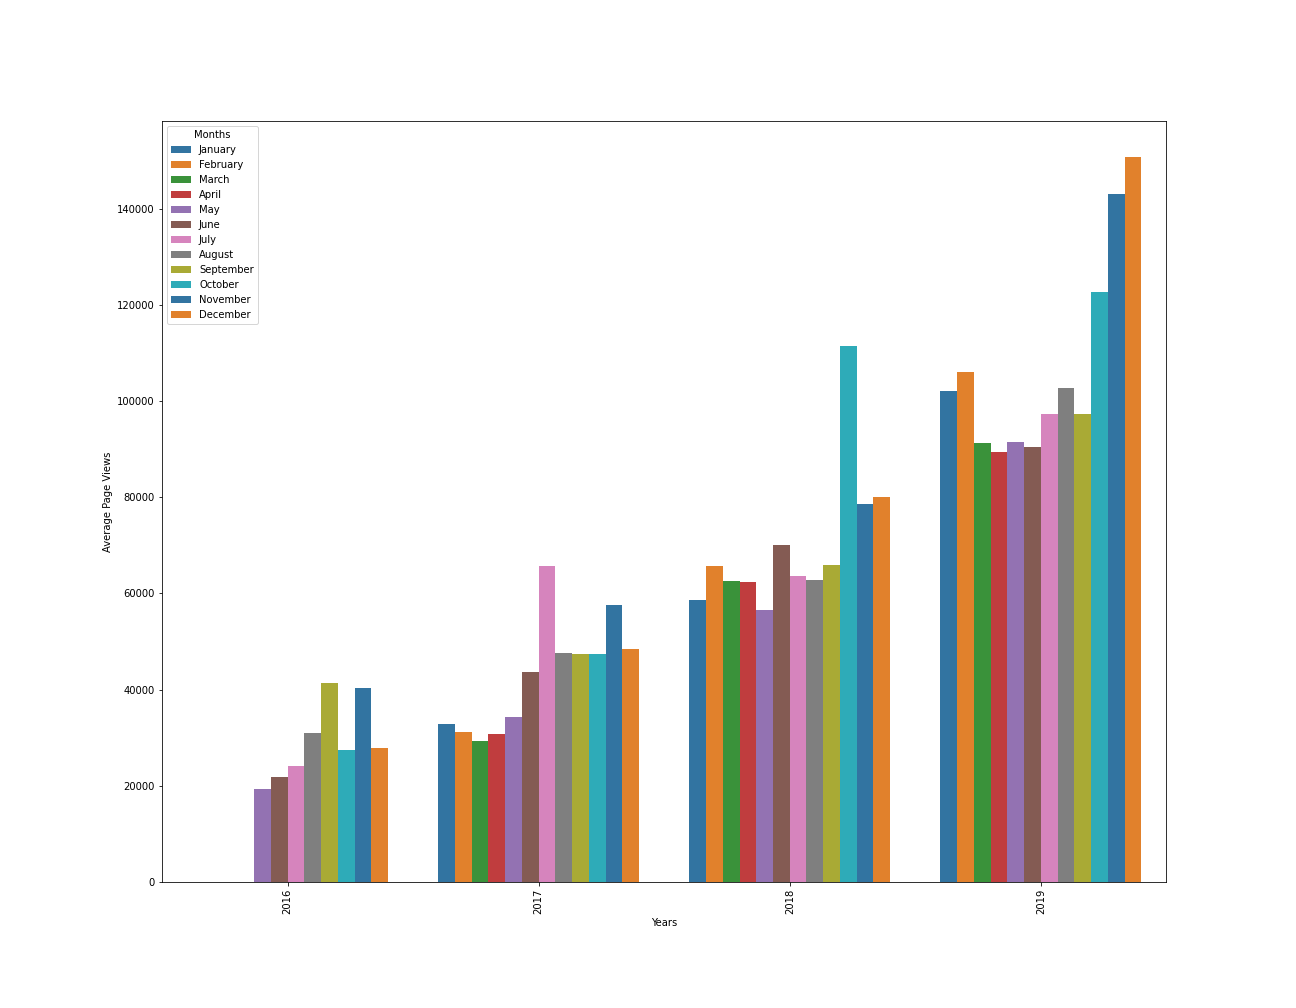 Months
January
February
March
April
May
June
July
August
September
October
November
December
140000
120000
100000
80000
60000
40000
20000
0
Average Page Views
2016
2017
2018
2019
Years